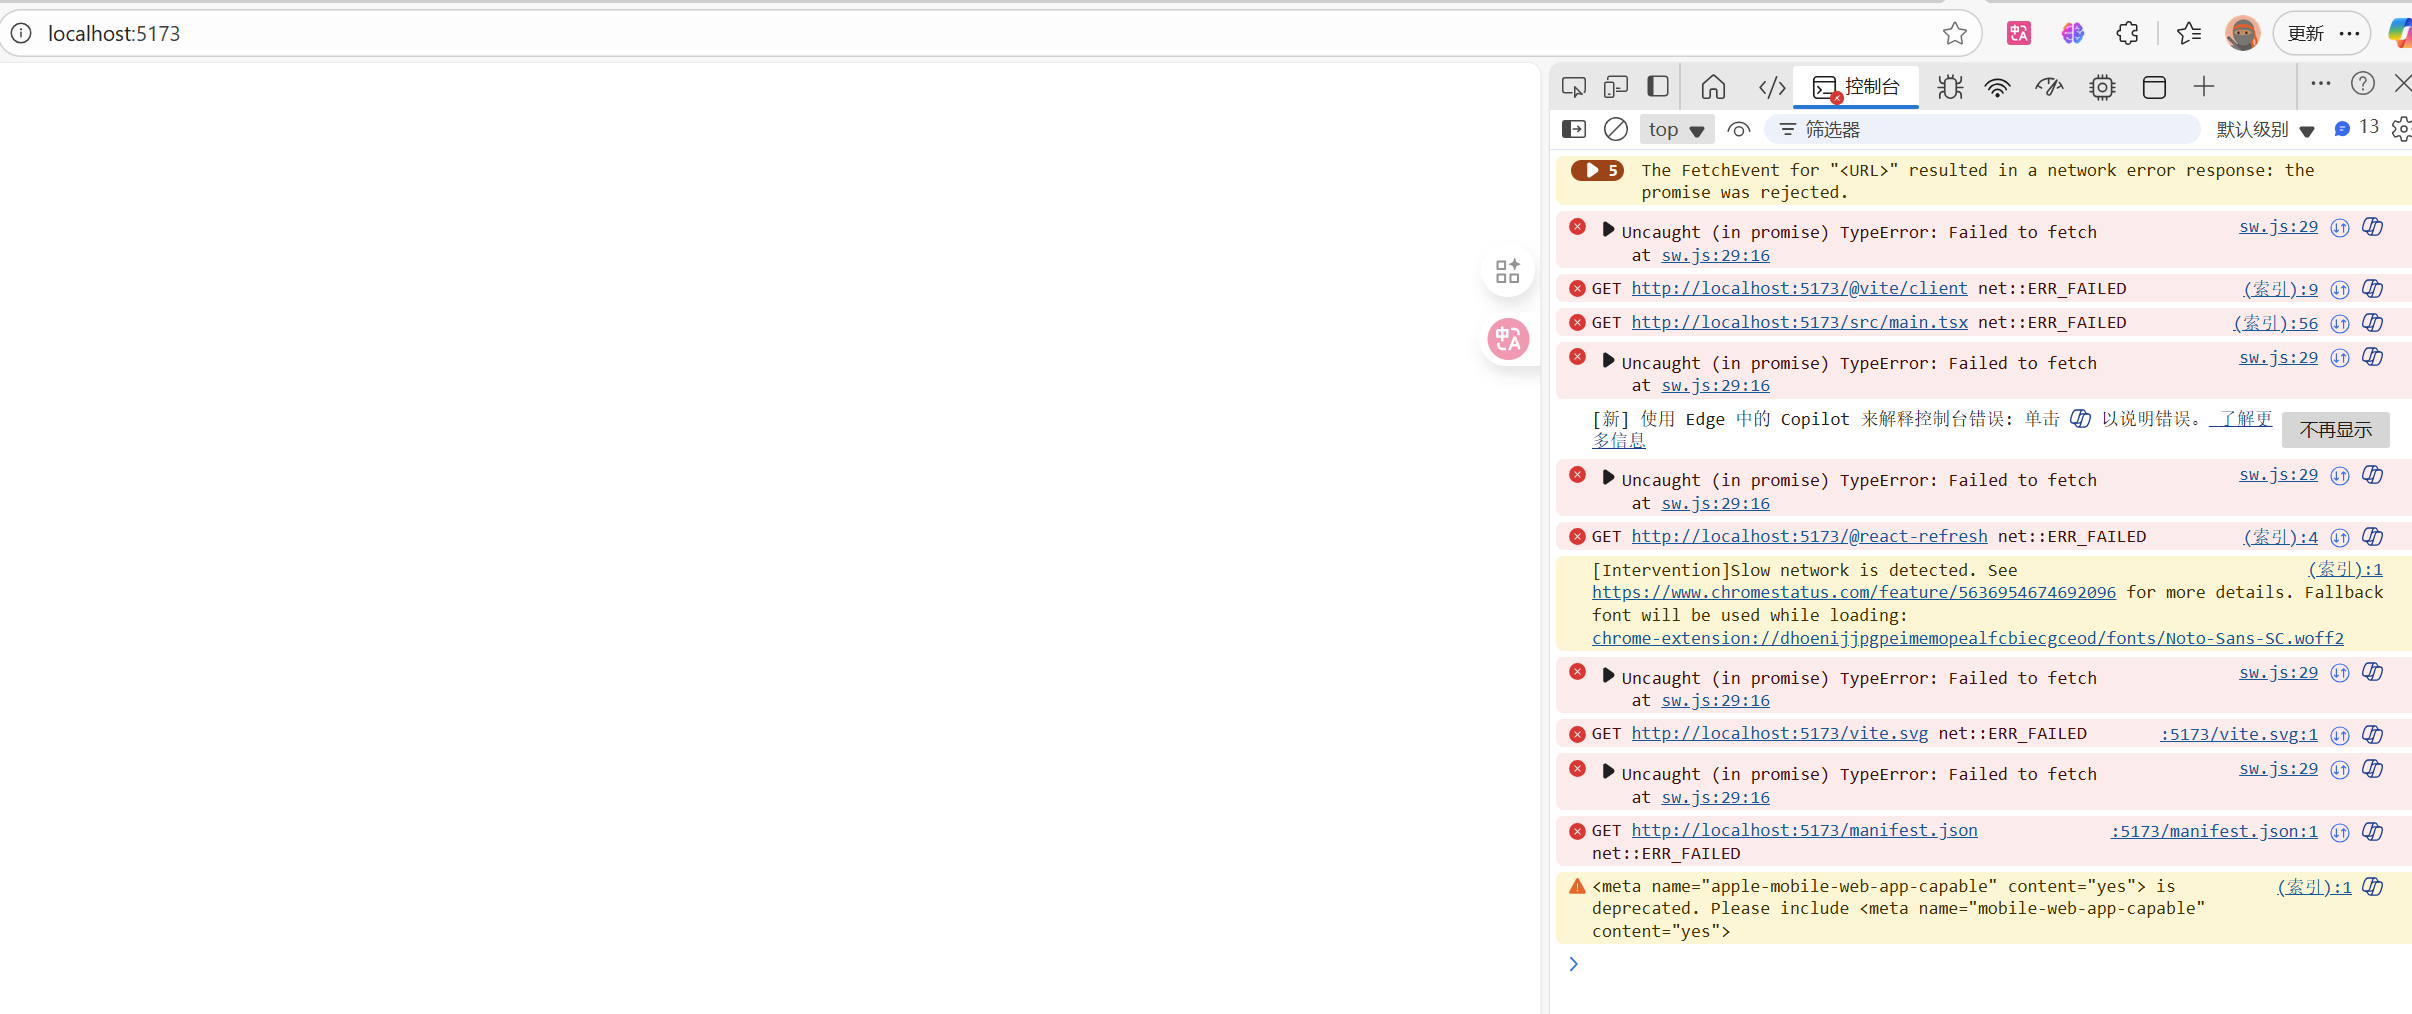 localhost:5173
更新
控制台
top
筛选器
默认级别
13
5
The FetchEvent for "<URL>" resulted in a network error response: the
promise was rejected.
Uncaught (in promise) TypeError: Failed to fetch
sw.js:29
at sw.js:29:16
GET http://localhost:5173/@vite/client net::ERR_FAILED
(索引):9
GET http://localhost:5173/src/main.tsx net::ERR_FAILED
(索引):56
Uncaught (in promise) TypeError: Failed to fetch
sw.js:29
at sw.js:29:16
[新] 使用 Edge 中的 Copilot 来解释控制台错误: 单击 以说明错误。 了解更
多信息
不再显示
Uncaught (in promise) TypeError: Failed to fetch
sw.js:29
at sw.js:29:16
GET http://localhost:5173/@react-refresh net::ERR_FAILED
(索引):4
[Intervention]Slow network is detected. See
(索引):1
https://www.chromestatus.com/feature/5636954674692096 for more details. Fallback
font will be used while loading:
chrome-extension://dhoenijjpgpeimemopealfcbiecgceod/fonts/Noto-Sans-SC.woff2
Uncaught (in promise) TypeError: Failed to fetch
sw.js:29
at sw.js:29:16
GET http://localhost:5173/vite.svg net::ERR_FAILED
:5173/vite.svg:1
Uncaught (in promise) TypeError: Failed to fetch
sw.js:29
at sw.js:29:16
GET http://localhost:5173/manifest.json
:5173/manifest.json:1
net::ERR_FAILED
<meta name="apple-mobile-web-app-capable" content="yes"> is
(索引):1
deprecated. Please include <meta name="mobile-web-app-capable"
content="yes">